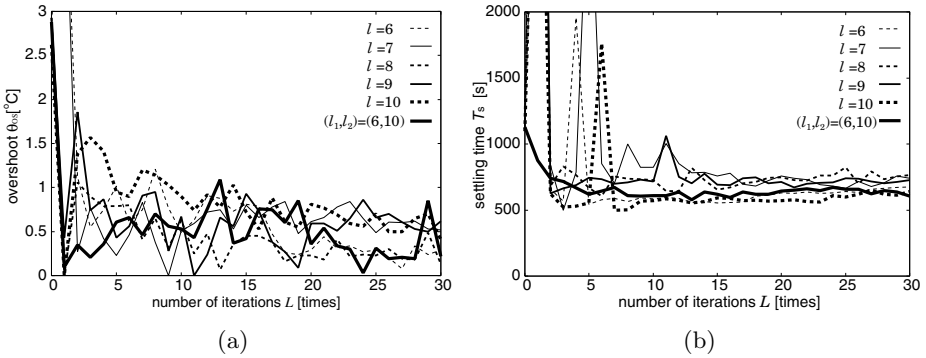 3
2.5
2
1.5
1
0.5
0
overshoot θos[°C]
l =6
l =7
l =8
l =9
l =10
(l1,l2)=(6,10)
0 5 10 15 20 25 30
number of iterations L [times]
(a)
2000
1500
1000
500
0
settling time Ts [s]
l =6
l =7
l =8
l =9
l =10
(l1,l2)=(6,10)
0 5 10 15 20 25 30
number of iterations L [times]
(b)